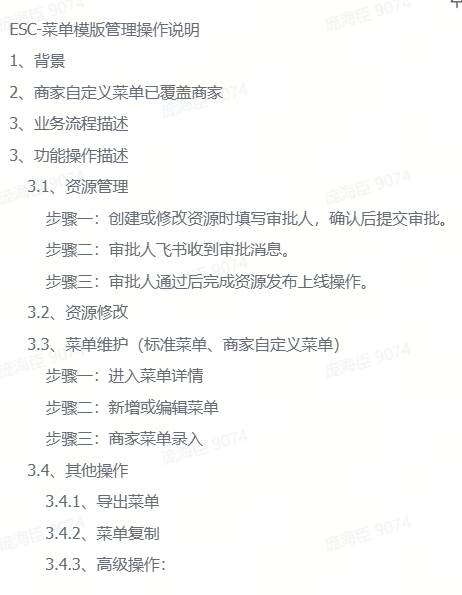 ESC-菜单模版管理操作说明
1、背景
2、商家自定义菜单已覆盖商家
3、业务流程描述
3、功能操作描述
3.1、资源管理
步骤一：创建或修改资源时填写审批人，确认后提交审批。
步骤二：审批人飞书收到审批消息。
步骤三：审批人通过后完成资源发布上线操作。
3.2、资源修改
3.3、菜单维护（标准菜单、商家自定义菜单）
步骤一：进入菜单详情
步骤二：新增或编辑菜单
步骤三：商家菜单录入
3.4、其他操作
3.4.1、导出菜单
3.4.2、菜单复制
3.4.3、高级操作：
庞海臣 9074